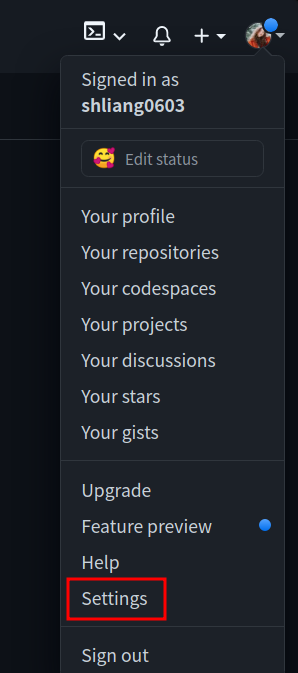 Signed in as
shliang0603
Edit status
Your profile
Your repositories
Your codespaces
Your projects
Your discussions
Your stars
Your gists
Upgrade
Feature preview
Help
Settings
Sign out